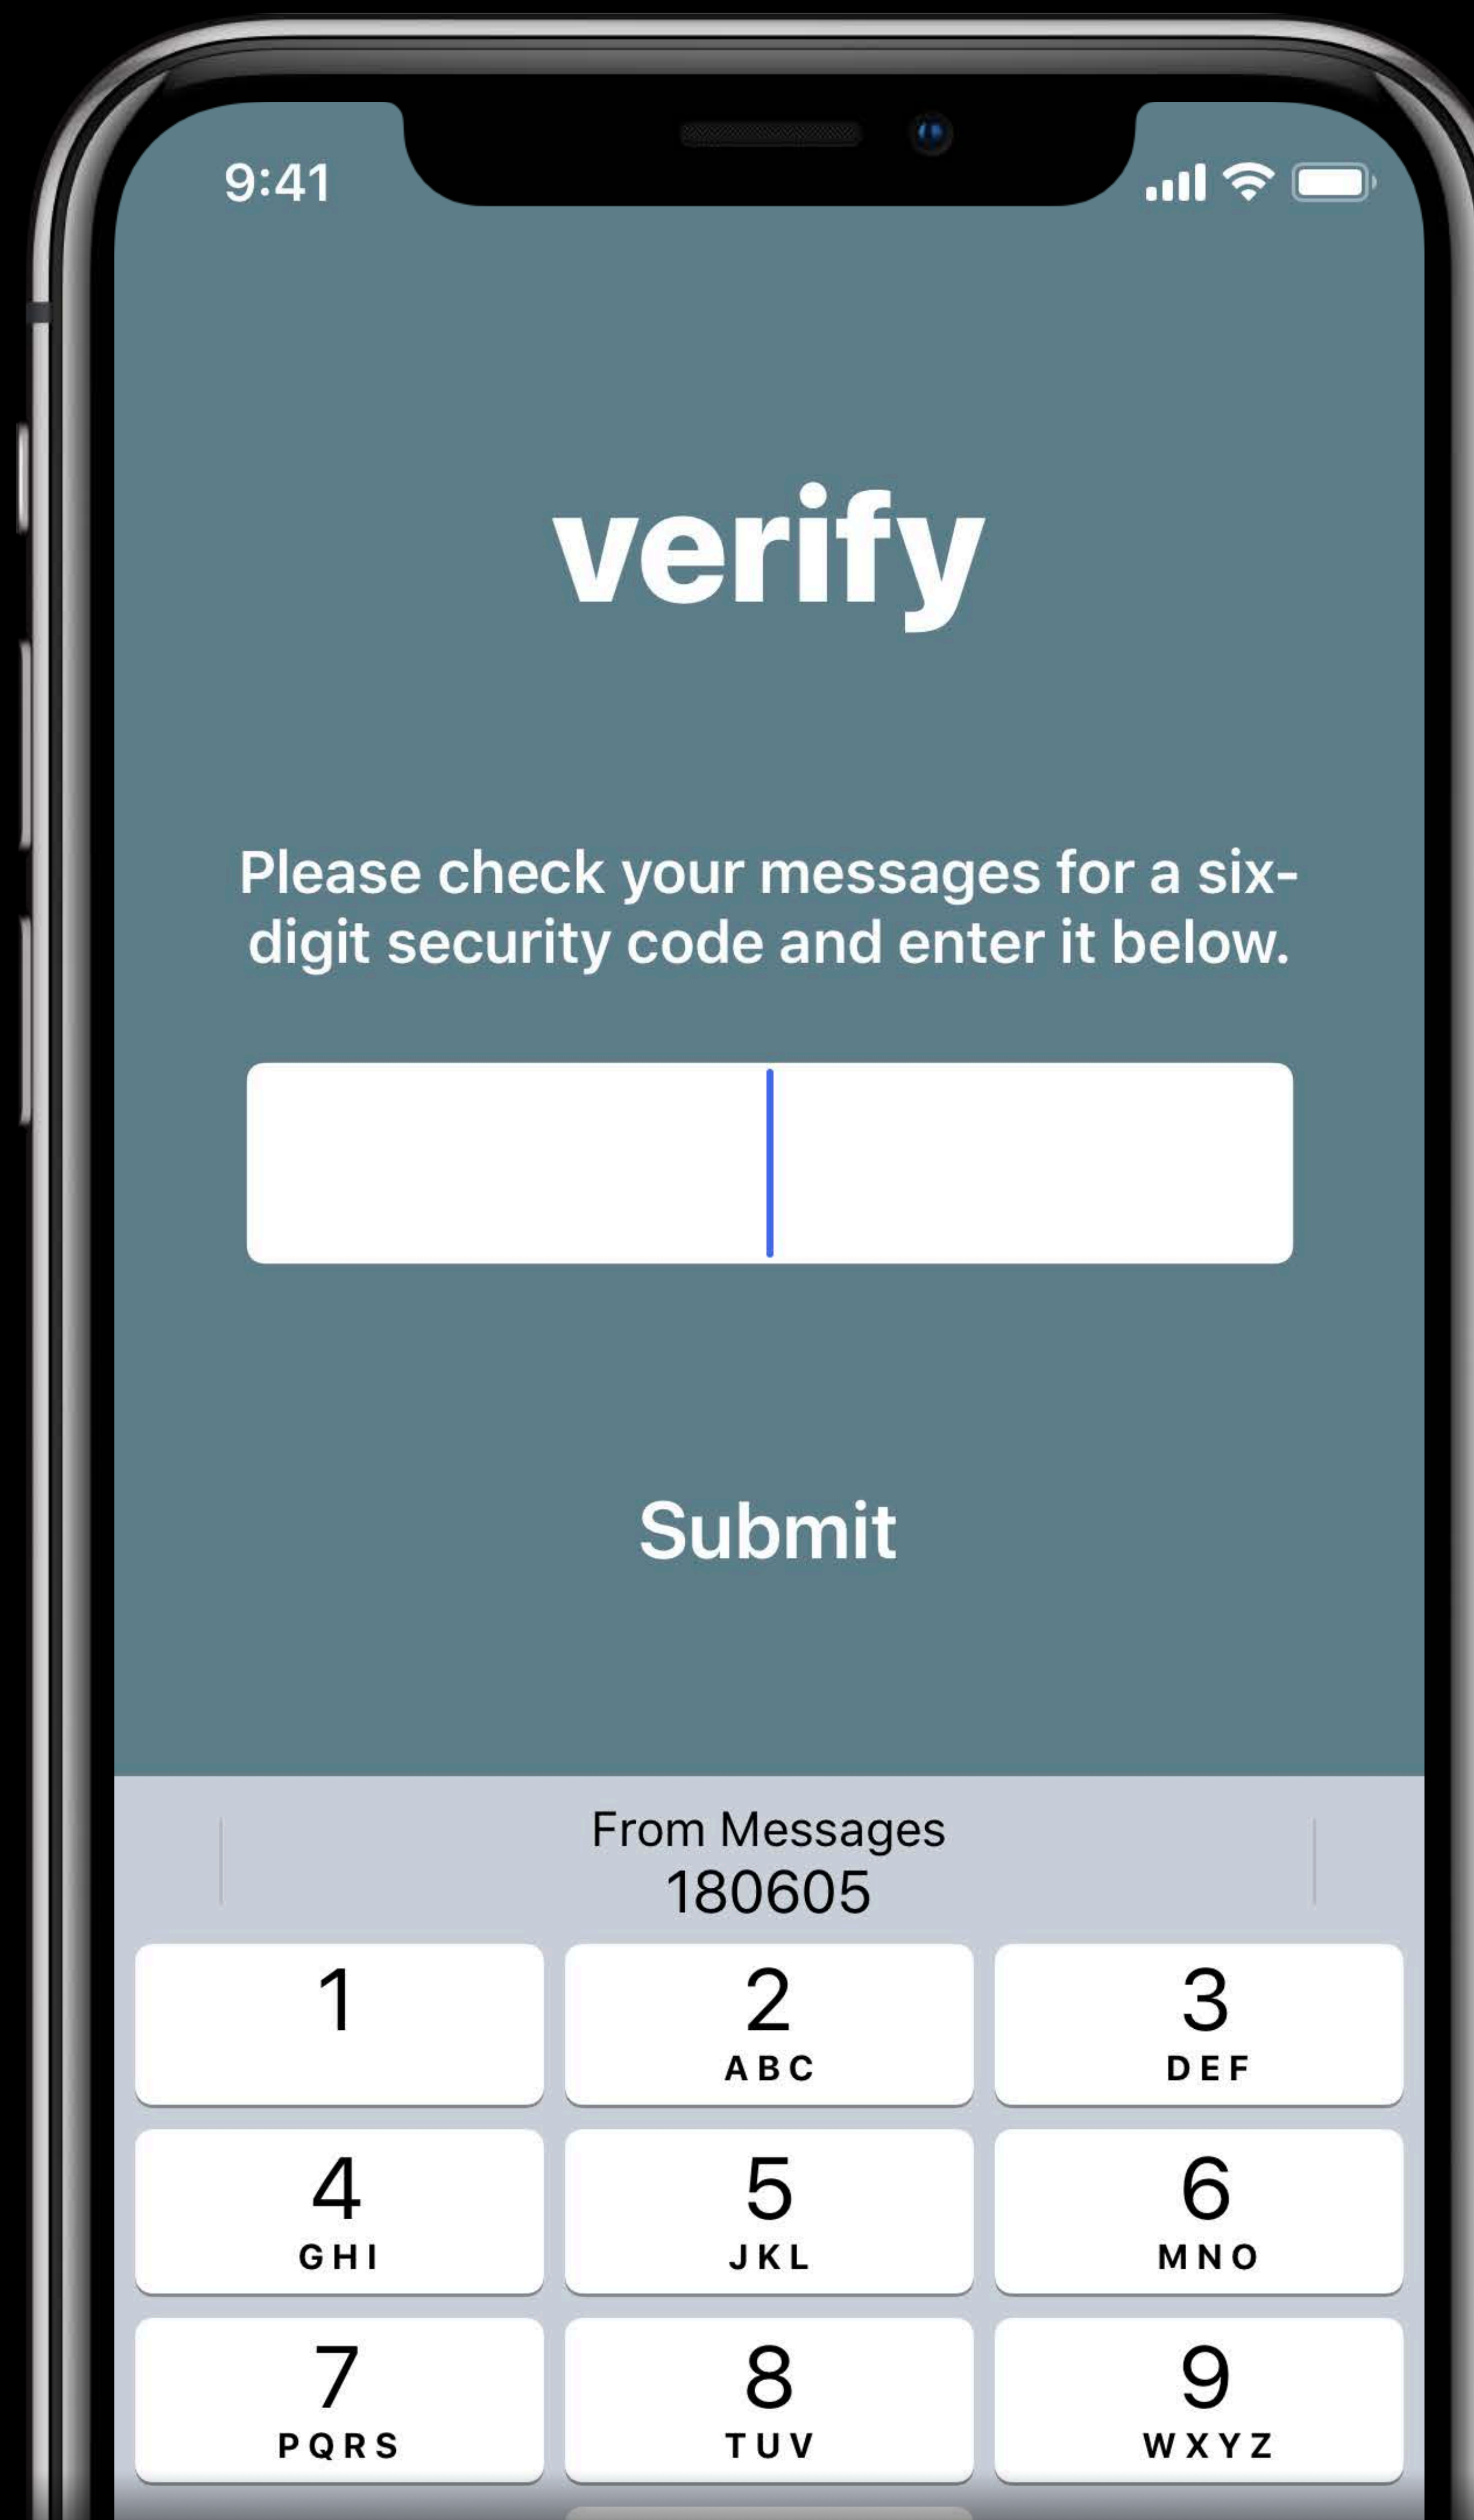 9:41
verify
Please check your messages for a six-
digit security code and enter it below.
Submit
From Messages
180605
1 2 3
ABC DEF
4 5 6
GHI JKL MNO
7 8 9
PQRS TUV WXYZ